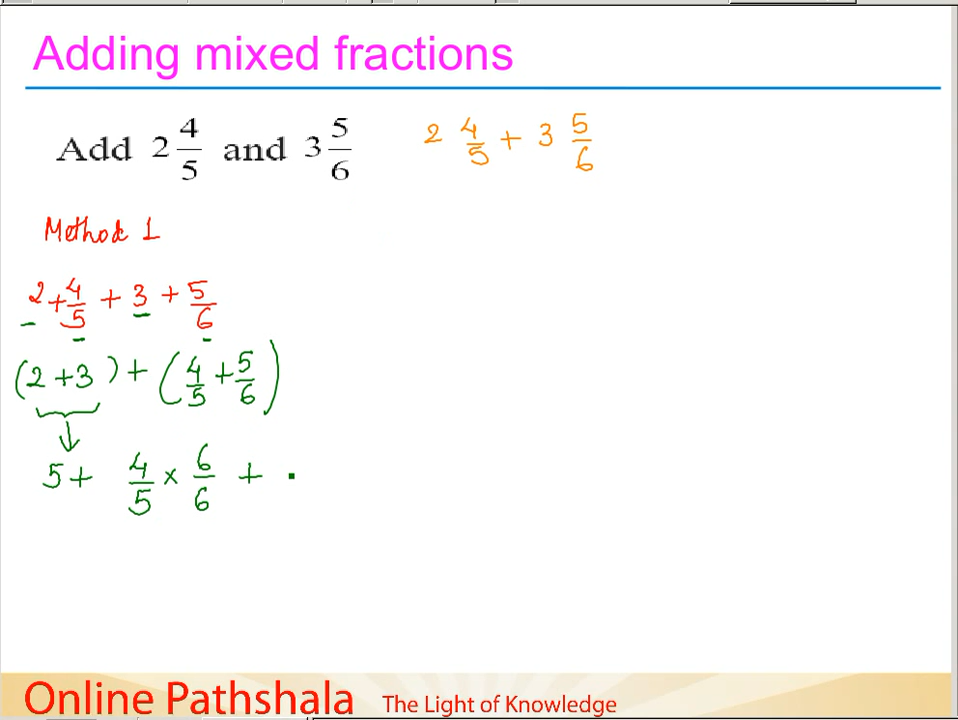 Adding mixed fractions
Add 2 4/5 and 3 5/6
2 4/5 + 3 5/6
Method 1
2 + 4/5 + 3 + 5/6
(2 + 3) + (4/5 + 5/6)
5 + 4/5 × 6/6 +
Online Pathshala The Light of Knowledge